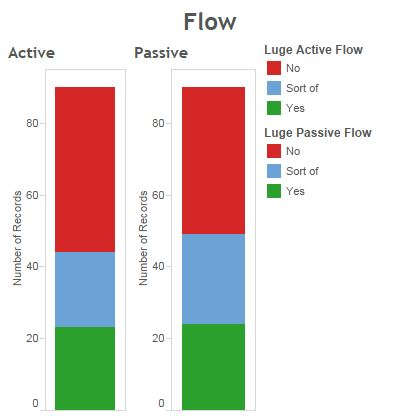 Flow
Active
Number of Records
80
60
40
20
0
Passive
Number of Records
80
60
40
20
0
Luge Active Flow
No
Sort of
Yes
Luge Passive Flow
No
Sort of
Yes